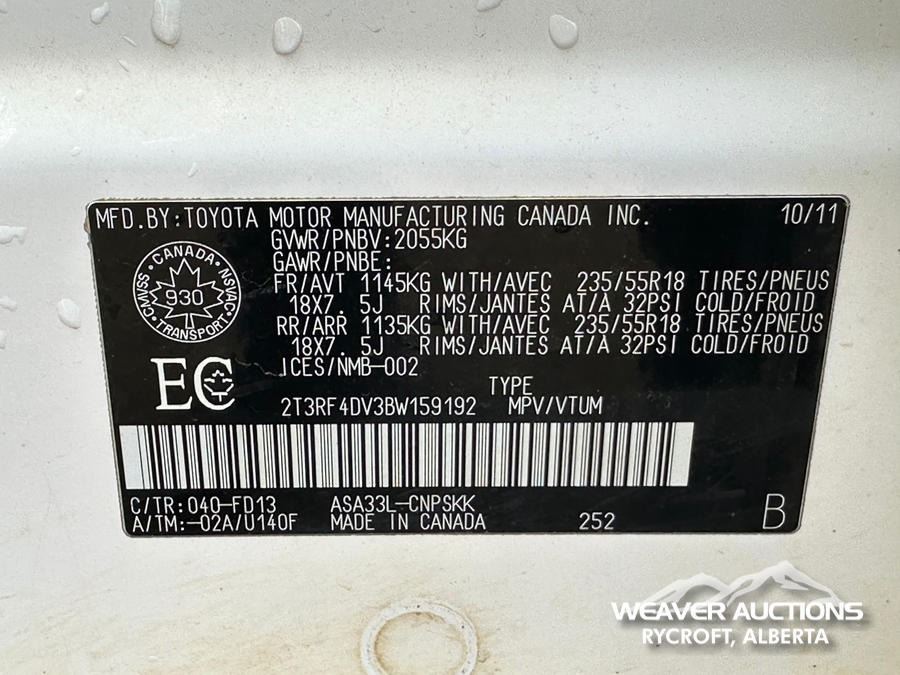 MFD.BY:TOYOTA MOTOR MANUFACTURING CANADA INC. 10/11
GVWR/PNBV:2055KG
GAWR/PNBE:
FR/AVT 1145KG WITH/AVEC 235/55R18 TIRES/PNEUS
18X7. 5J RIMS/JANTES AT/A 32PSI COLD/FROID
RR/ARR 1135KG WITH/AVEC 235/55R18 TIRES/PNEUS
18X7. 5J RIMS/JANTES AT/A 32PSI COLD/FROID
ICES/NMB-002
CANADA
CMVSS 930 NSVAC
TRANSPORT
EC
TYPE
2T3RF4DV3BW159192 MPV/VTUM
C/TR:040-FD13 ASA33L-CNPSKK
A/TM:-02A/U140F MADE IN CANADA 252 B
WEAVER AUCTIONS
RYCROFT, ALBERTA